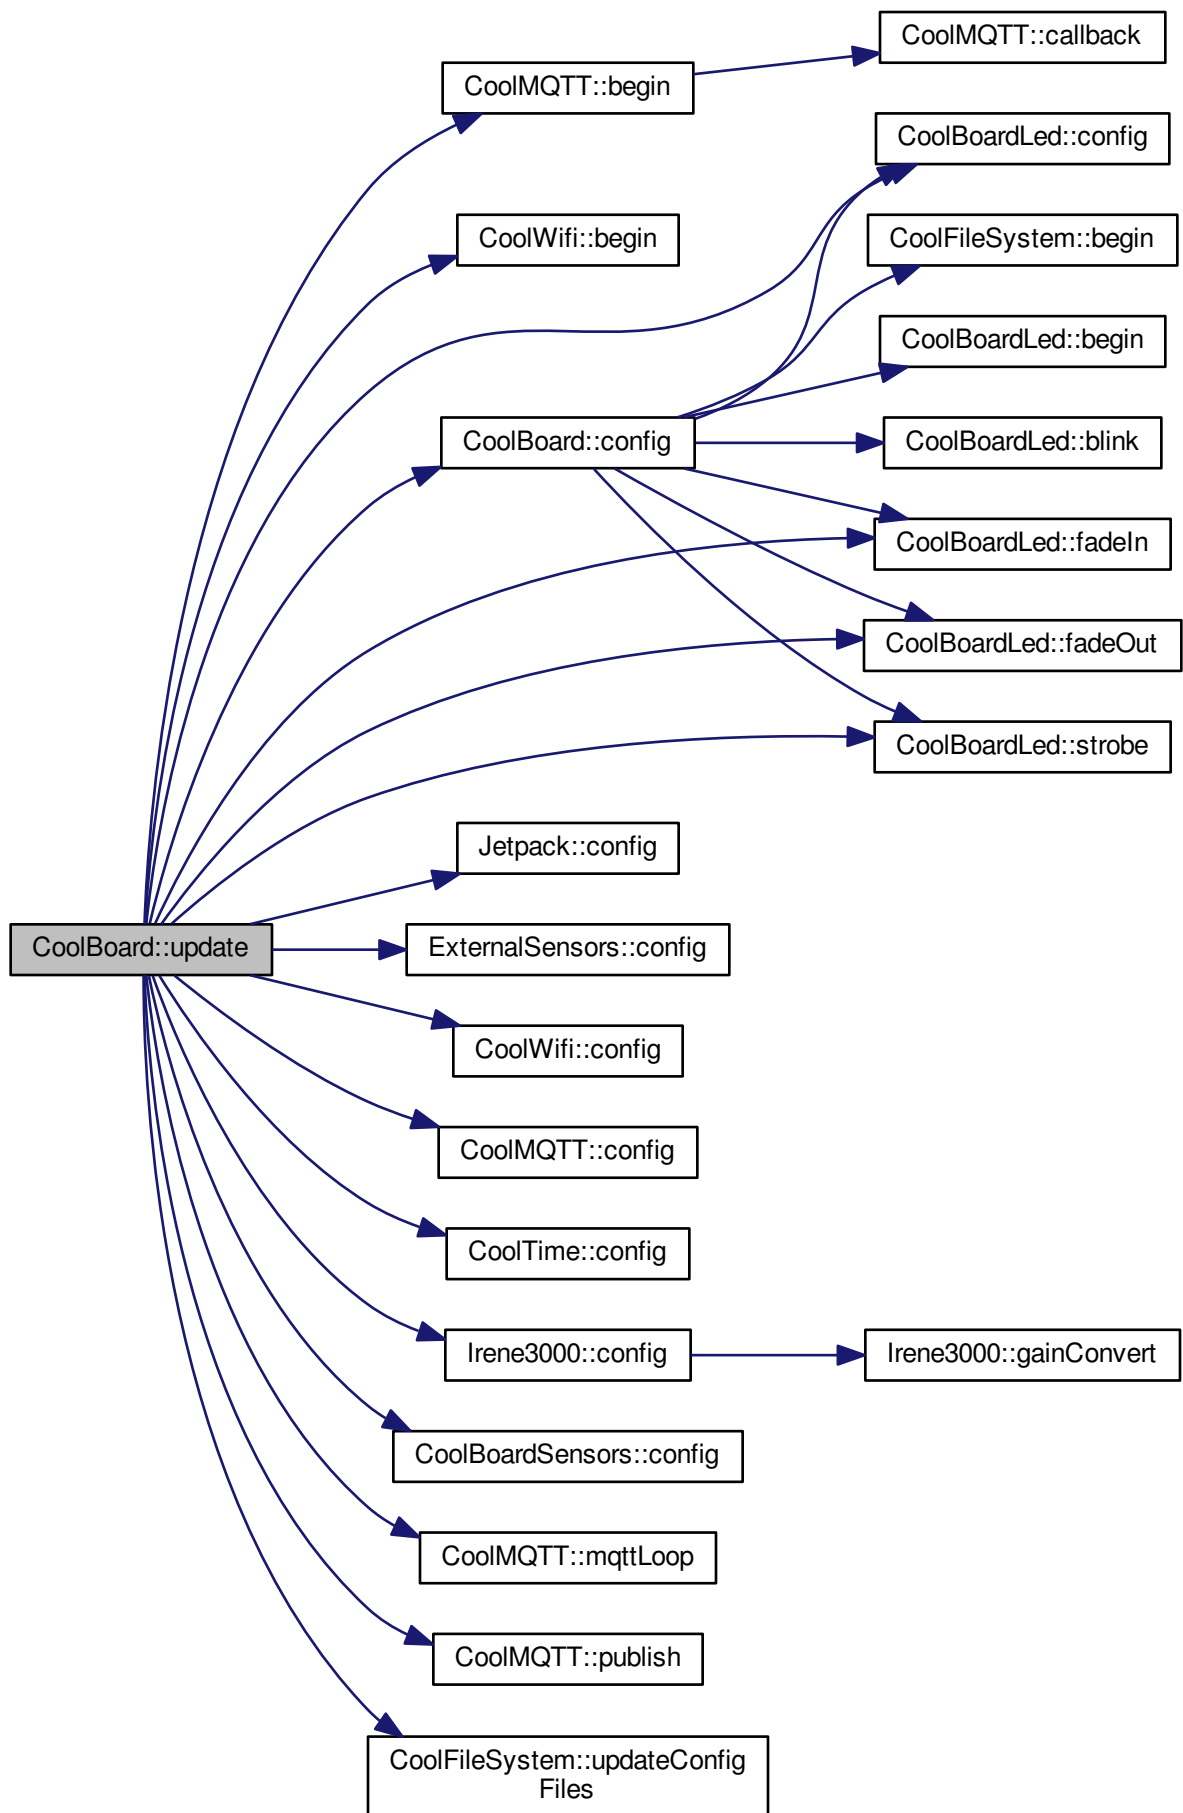 CoolMQTT::callback
CoolMQTT::begin
CoolBoardLed::config
CoolWifi::begin
CoolFileSystem::begin
CoolBoardLed::begin
CoolBoard::config
CoolBoardLed::blink
CoolBoardLed::fadeIn
CoolBoardLed::fadeOut
CoolBoardLed::strobe
Jetpack::config
CoolBoard::update
ExternalSensors::config
CoolWifi::config
CoolMQTT::config
CoolTime::config
Irene3000::config
Irene3000::gainConvert
CoolBoardSensors::config
CoolMQTT::mqttLoop
CoolMQTT::publish
CoolFileSystem::updateConfig
Files